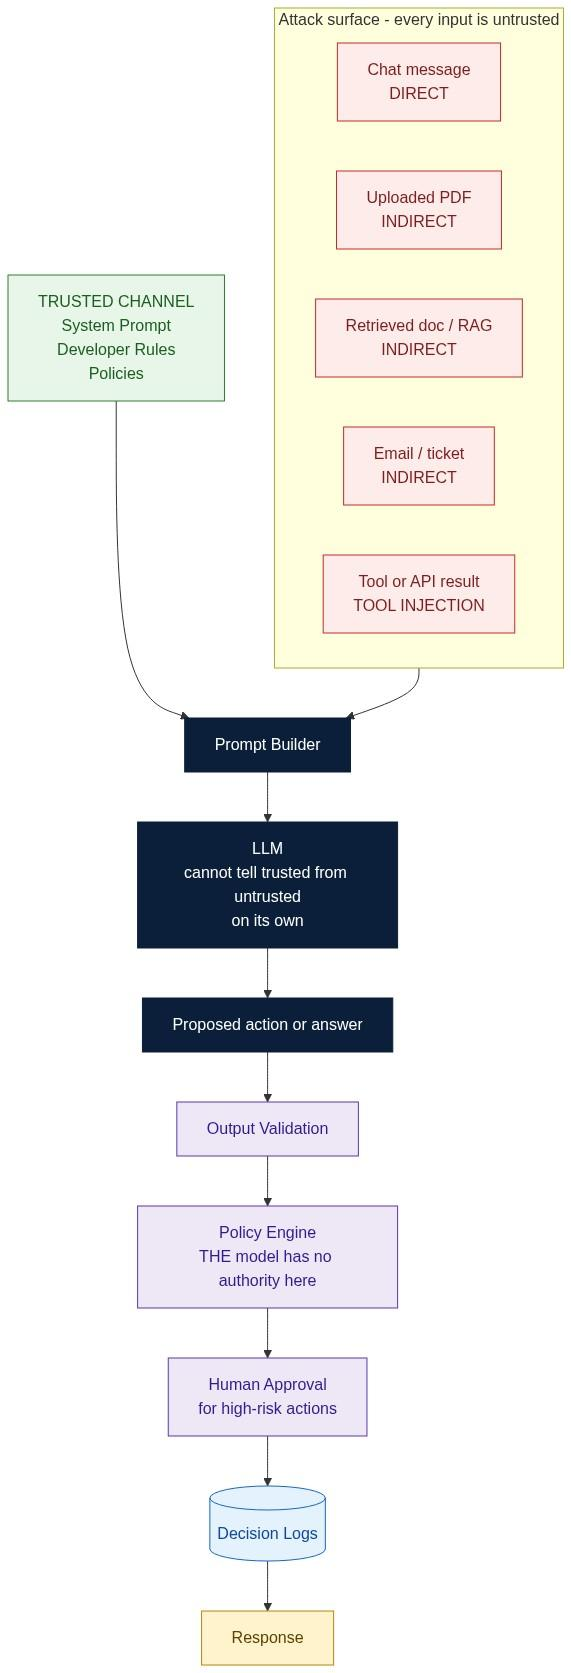 Attack surface - every input is untrusted
Chat message
DIRECT
Uploaded PDF
INDIRECT
Retrieved doc / RAG
INDIRECT
Email / ticket
INDIRECT
Tool or API result
TOOL INJECTION
TRUSTED CHANNEL
System Prompt
Developer Rules
Policies
Prompt Builder
LLM
cannot tell trusted from
untrusted
on its own
Proposed action or answer
Output Validation
Policy Engine
THE model has no
authority here
Human Approval
for high-risk actions
Decision Logs
Response